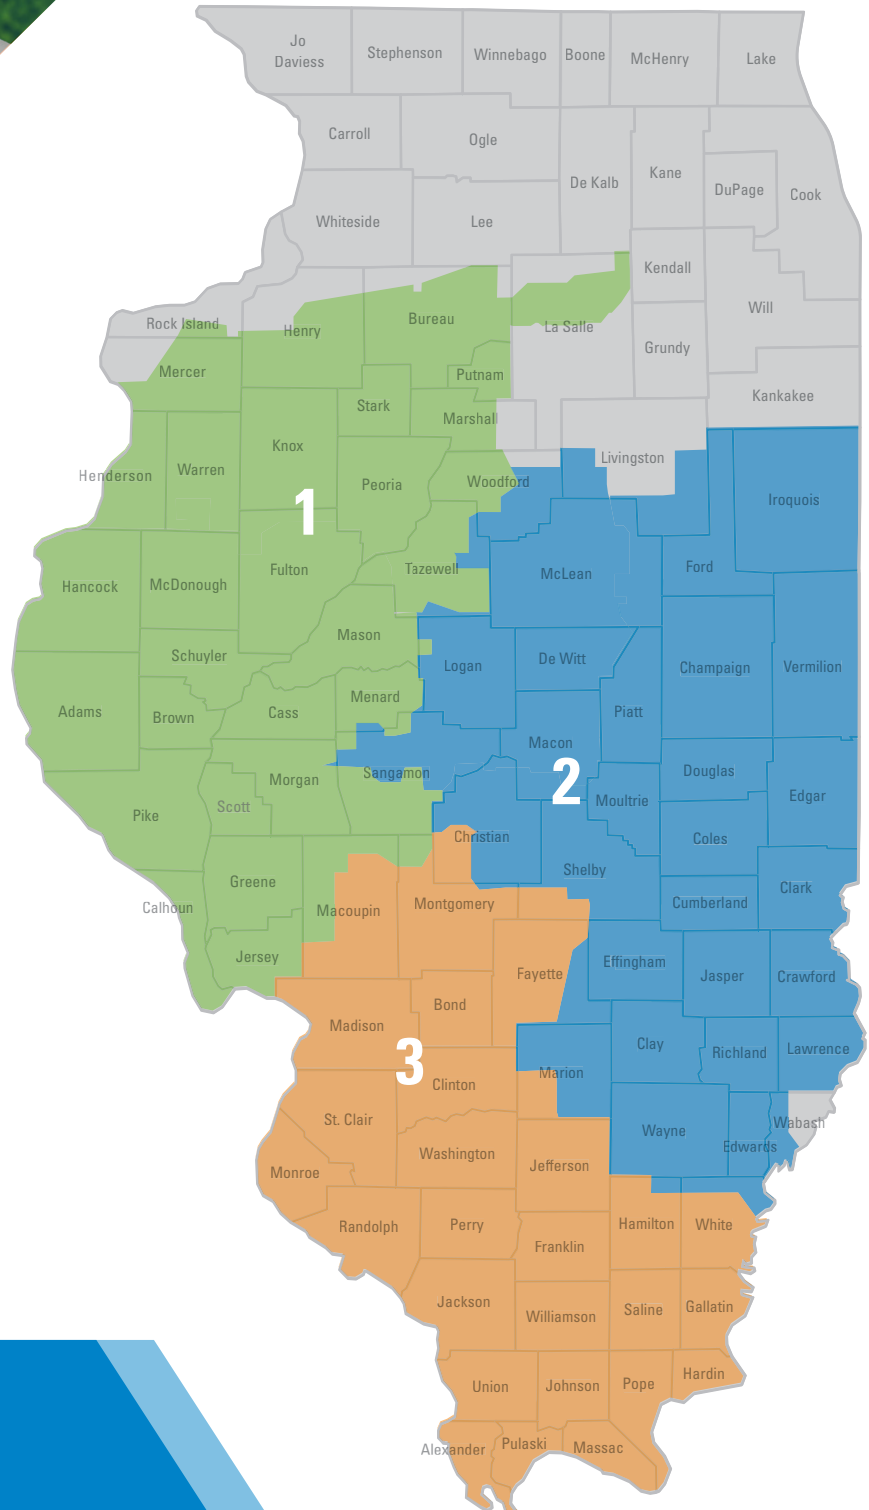 Jo
Daviess
Stephenson
Winnebago
Boone
McHenry
Lake
Carroll
Ogle
De Kalb
Kane
DuPage
Cook
Whiteside
Lee
Kendall
Rock Island
Henry
Bureau
La Salle
Will
Grundy
Mercer
Putnam
Kankakee
Stark
Marshall
Knox
Livingston
Henderson
Warren
Peoria
Woodford
Iroquois
1
Fulton
Tazewell
McLean
Ford
Hancock
McDonough
Mason
Schuyler
Logan
De Witt
Champaign
Vermilion
Adams
Brown
Cass
Menard
Piatt
Macon
Morgan
Sangamon
2
Douglas
Edgar
Pike
Scott
Moultrie
Christian
Coles
Shelby
Greene
Clark
Calhoun
Macoupin
Montgomery
Cumberland
Jersey
Fayette
Effingham
Jasper
Crawford
Madison
Bond
Clay
Richland
Lawrence
3
Clinton
Marion
St. Clair
Wayne
Wabash
Washington
Edwards
Monroe
Jefferson
Randolph
Perry
Hamilton
White
Franklin
Jackson
Williamson
Saline
Gallatin
Union
Johnson
Pope
Hardin
Alexander
Pulaski
Massac